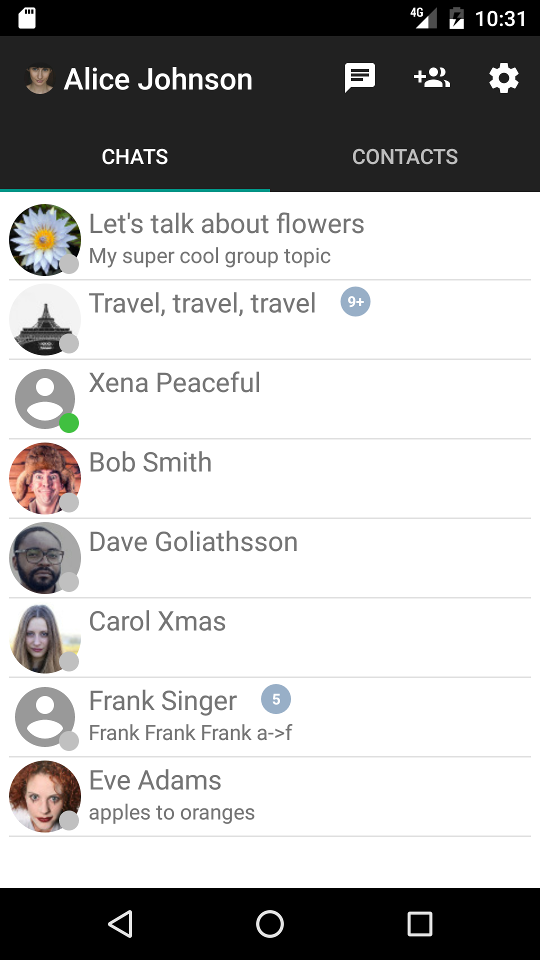 4G 10:31
Alice Johnson
CHATS CONTACTS
Let's talk about flowers
My super cool group topic
Travel, travel, travel 9+
Xena Peaceful
Bob Smith
Dave Goliathsson
Carol Xmas
Frank Singer 5
Frank Frank Frank a->f
Eve Adams
apples to oranges